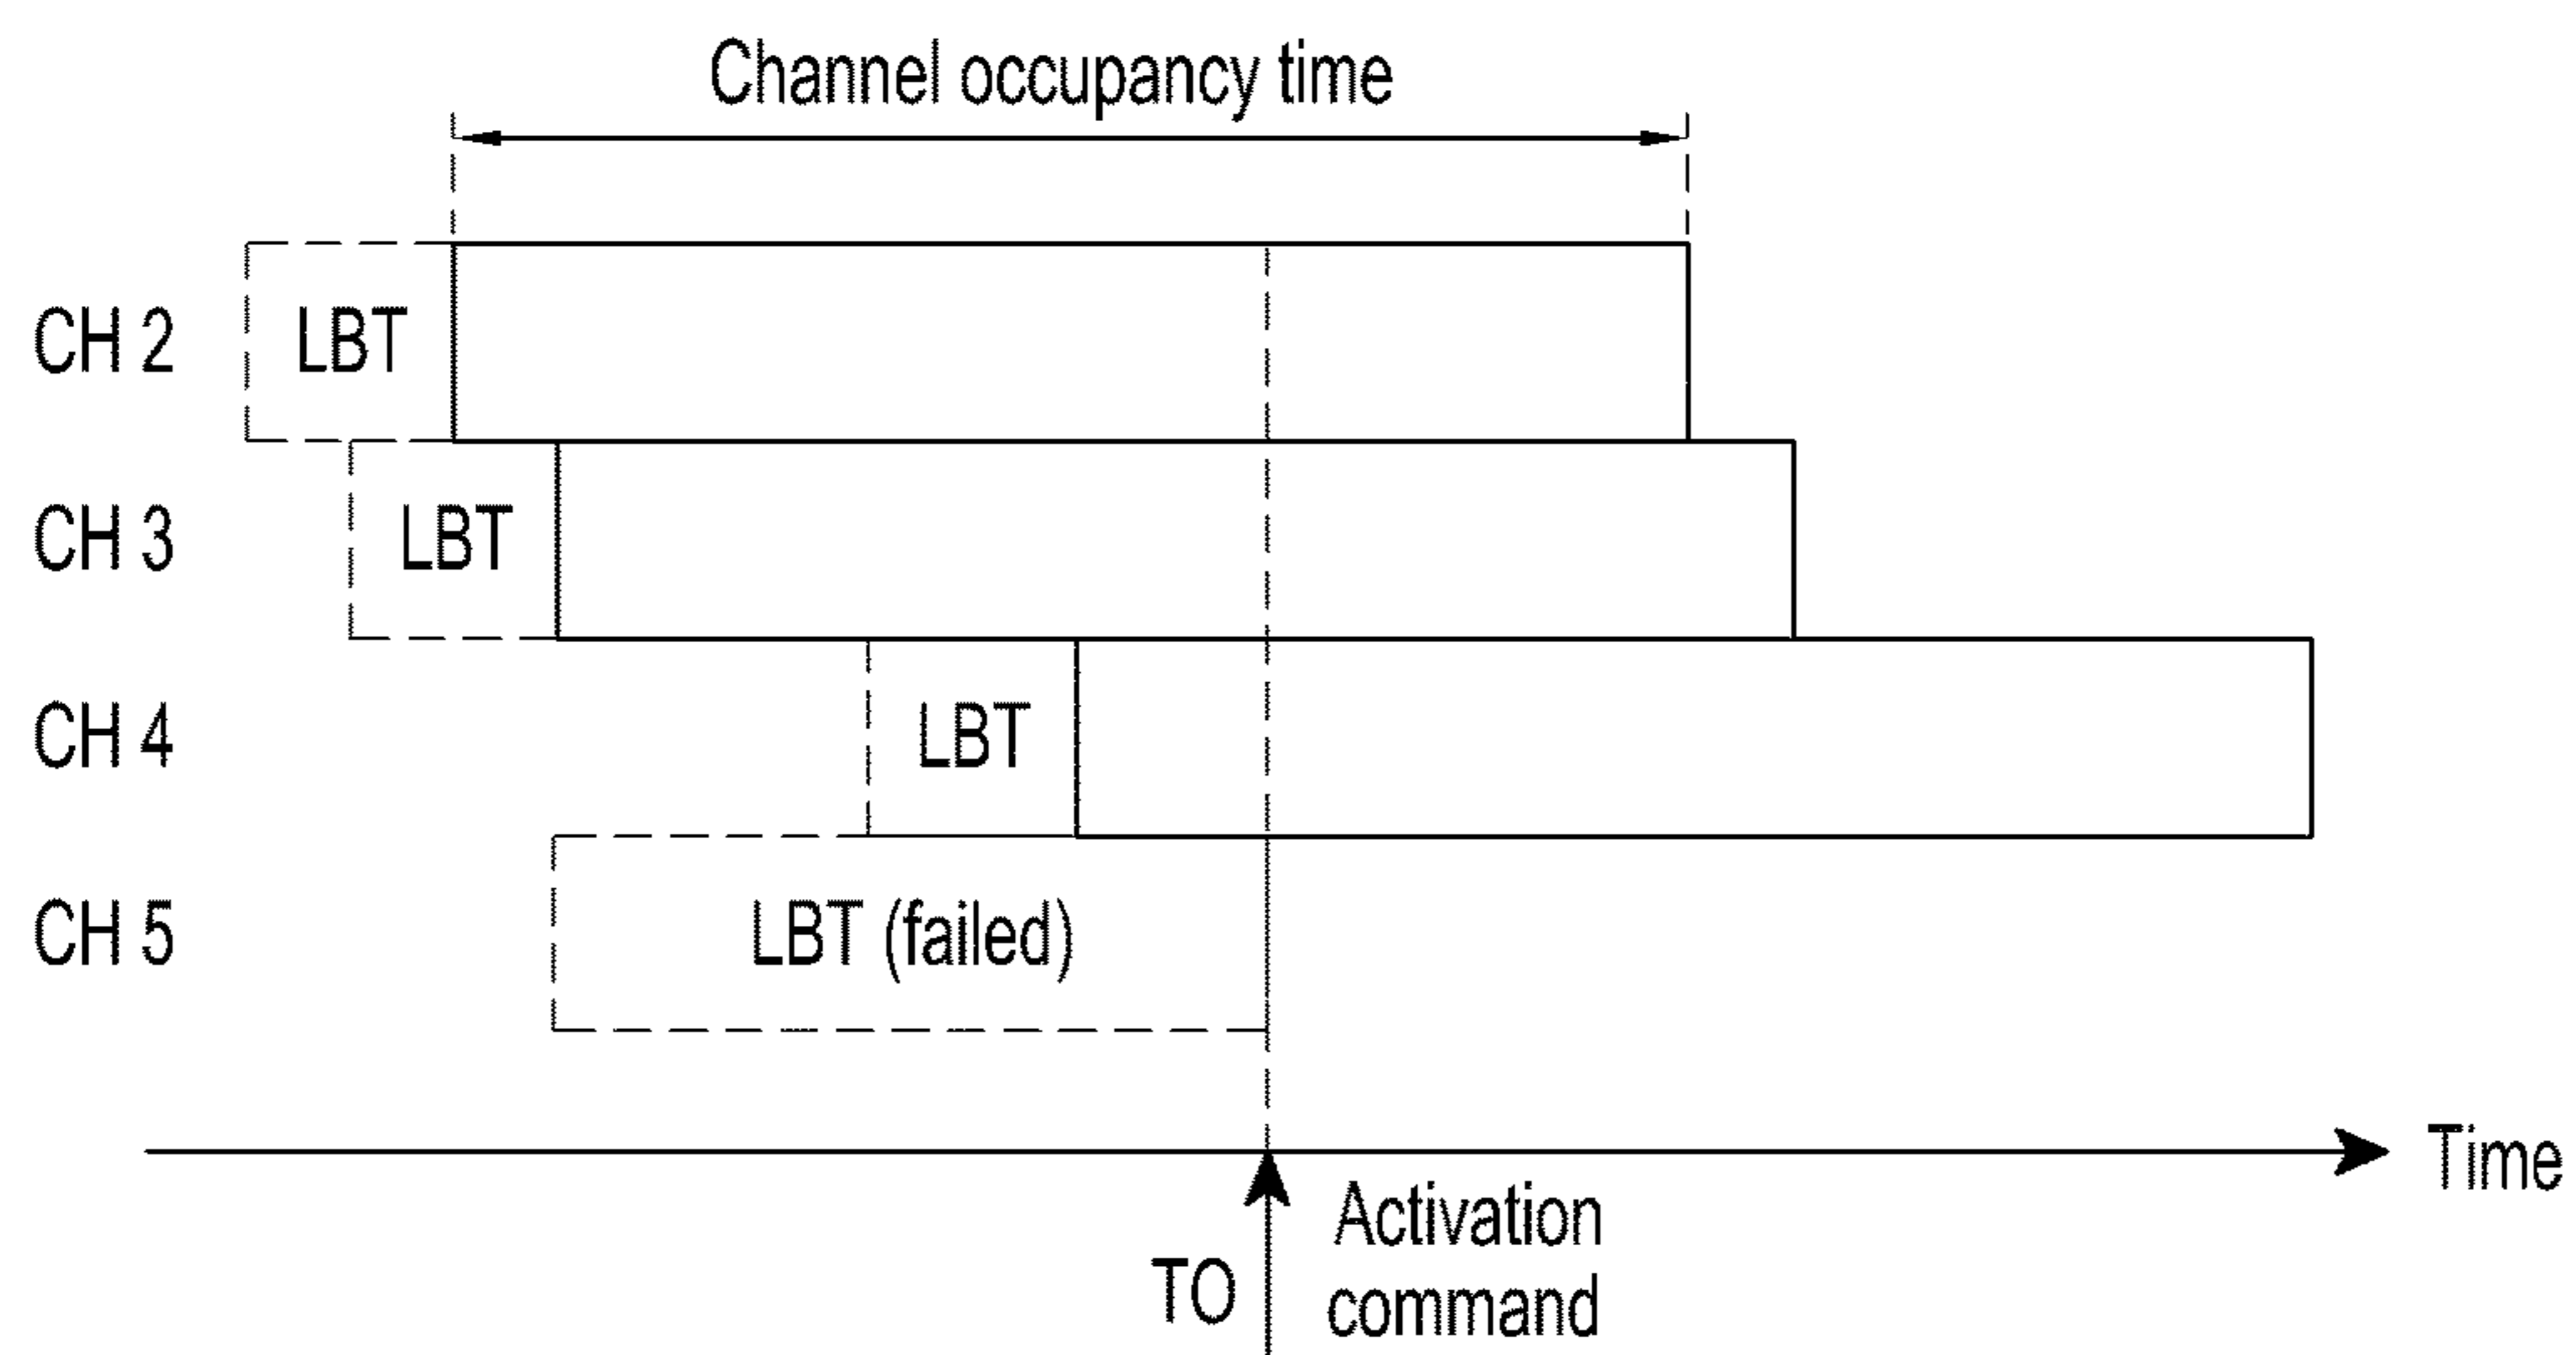 Channel occupancy time
CH 2
LBT
CH 3
LBT
CH 4
LBT
CH 5
LBT (failed)
Time
TO
Activation
command